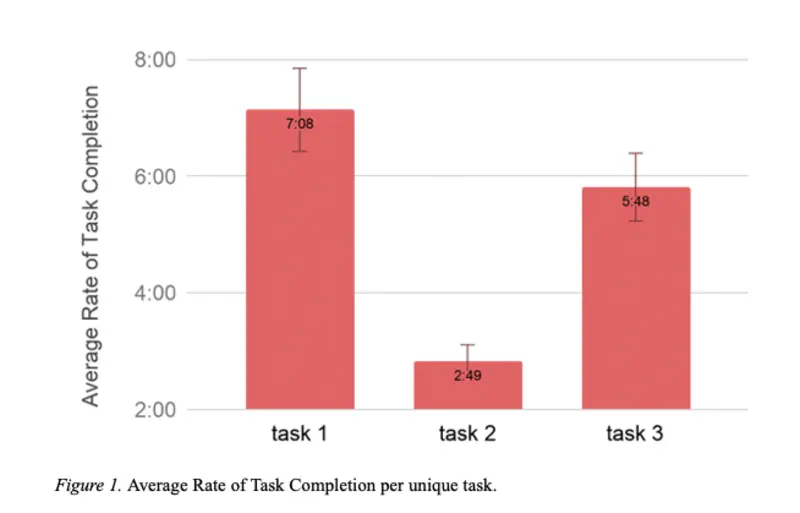 8:00
Average Rate of Task Completion
7:08
6:00
5:48
4:00
2:49
2:00
task 1 task 2 task 3
Figure 1. Average Rate of Task Completion per unique task.